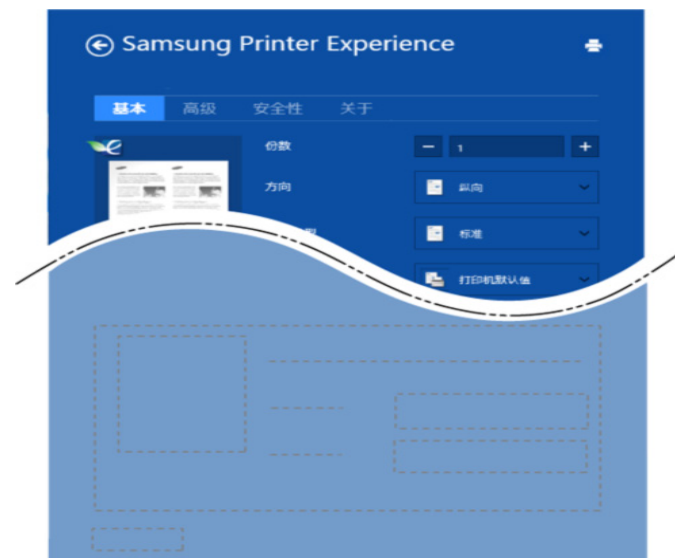 Samsung Printer Experience
基本 高级 安全性 关于
份数 1
方向 纵向
标准
打印机默认值